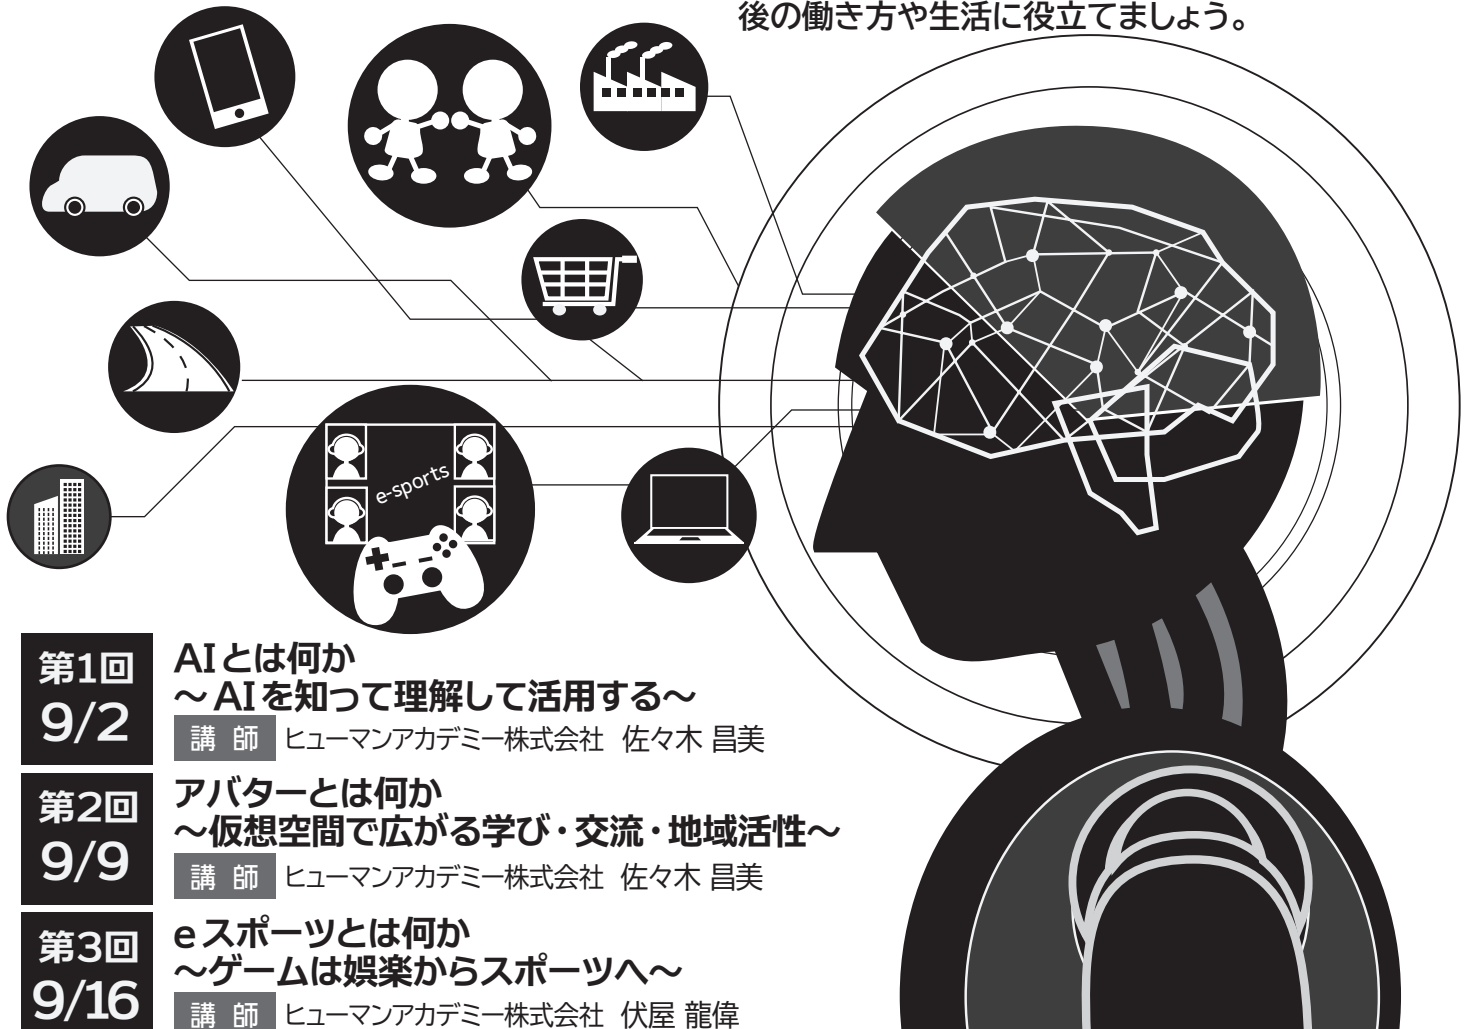 後の働き方や生活に役立てましょう。
e-sports
第1回
9/2
AIとは何か
～AIを知って理解して活用する～
講 師 ヒューマンアカデミー株式会社 佐々木 昌美
第2回
9/9
アバターとは何か
～仮想空間で広がる学び・交流・地域活性～
講 師 ヒューマンアカデミー株式会社 佐々木 昌美
第3回
9/16
eスポーツとは何か
～ゲームは娯楽からスポーツへ～
講 師 ヒューマンアカデミー株式会社 伏屋 龍偉